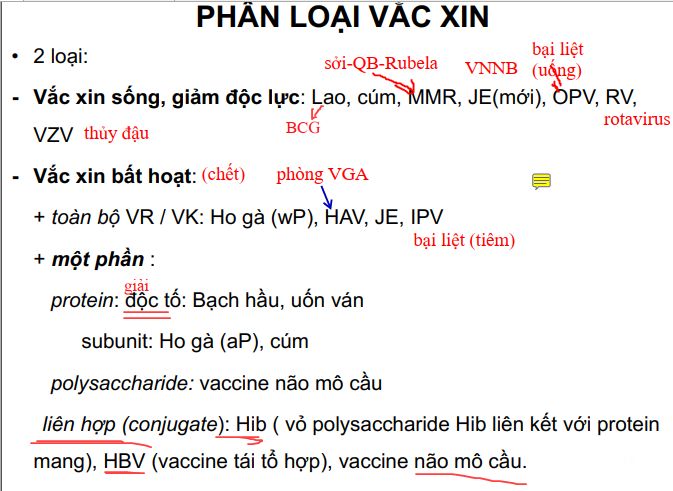 PHÂN LOẠI VẮC XIN
• 2 loại:
sởi-QB-Rubela VNNB bại liệt (uống)
- Vắc xin sống, giảm độc lực: Lao, cúm, MMR, JE(mới), OPV, RV,
BCG rotavirus
VZV thủy đậu
- Vắc xin bất hoạt: (chết) phòng VGA
+ toàn bộ VR / VK: Ho gà (wP), HAV, JE, IPV
bại liệt (tiêm)
+ một phần :
giải
protein: độc tố: Bạch hầu, uốn ván
subunit: Ho gà (aP), cúm
polysaccharide: vaccine não mô cầu
liên hợp (conjugate): Hib ( vỏ polysaccharide Hib liên kết với protein
mang), HBV (vaccine tái tổ hợp), vaccine não mô cầu.